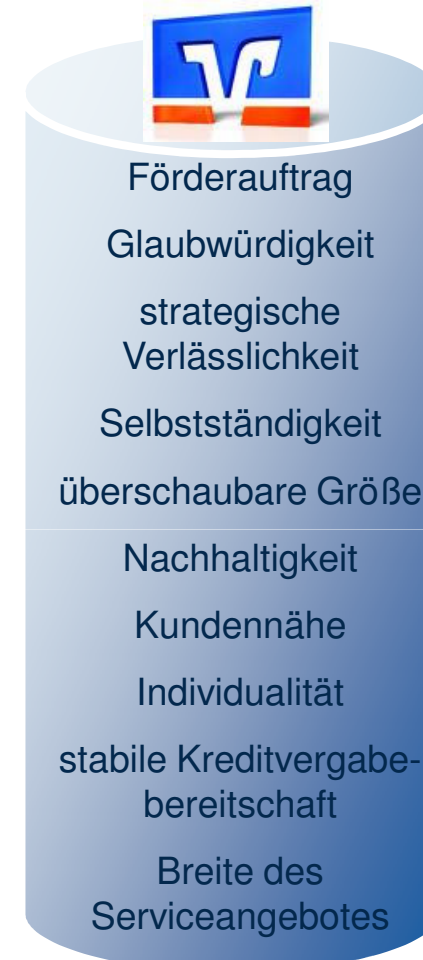 Förderauftrag
Glaubwürdigkeit
strategische
Verlässlichkeit
Selbstständigkeit
überschaubare Größe
Nachhaltigkeit
Kundennähe
Individualität
stabile Kreditvergabe-
bereitschaft
Breite des
Serviceangebotes